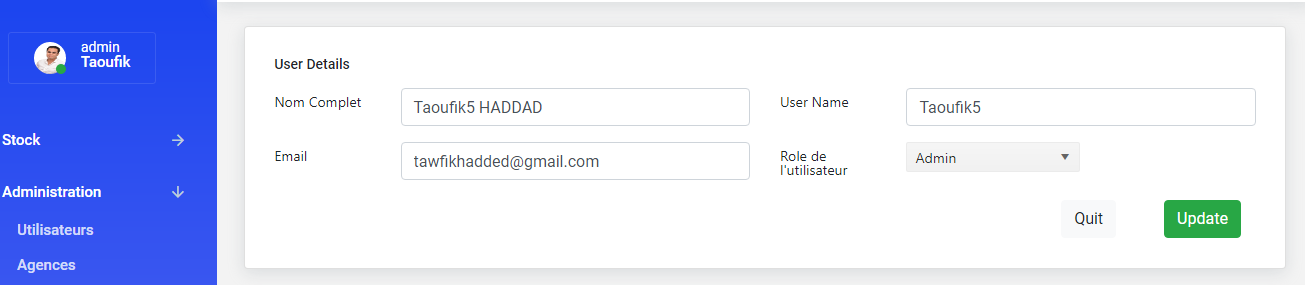 admin
Taoufik
Stock
Administration
Utilisateurs
Agences
User Details
Nom Complet
Taoufik5 HADDAD
User Name
Taoufik5
Email
tawfikhadded@gmail.com
Role de
l'utilisateur
Admin
Quit
Update